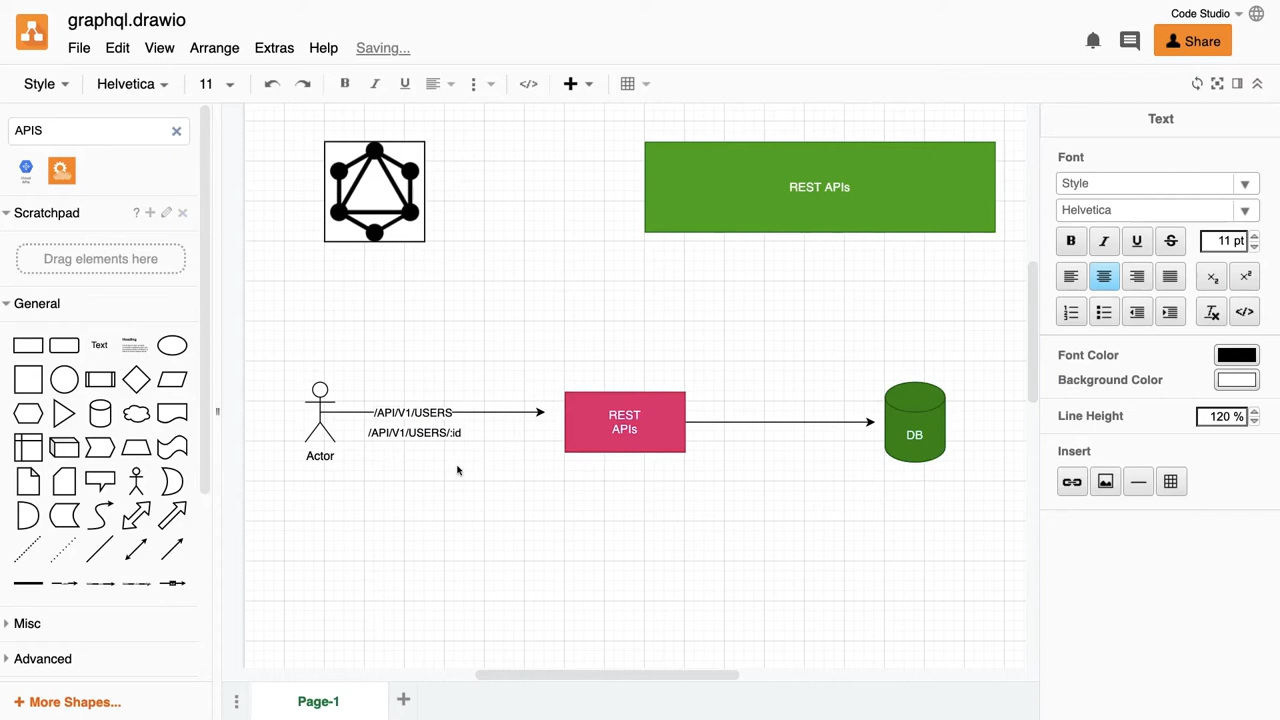 graphql.drawio
Code Studio
File Edit View Arrange Extras Help Saving...
Share
Style Helvetica 11 B I U </>
APIS
Scratchpad ?
Drag elements here
General
Text
Heading
Misc
Advanced
+ More Shapes...
REST APIs
/API/V1/USERS
/API/V1/USERS/:id
Actor
REST
APIs
DB
Page-1
Text
Font
Style
Helvetica
B I U S 11 pt
Font Color
Background Color
Line Height 120 %
Insert